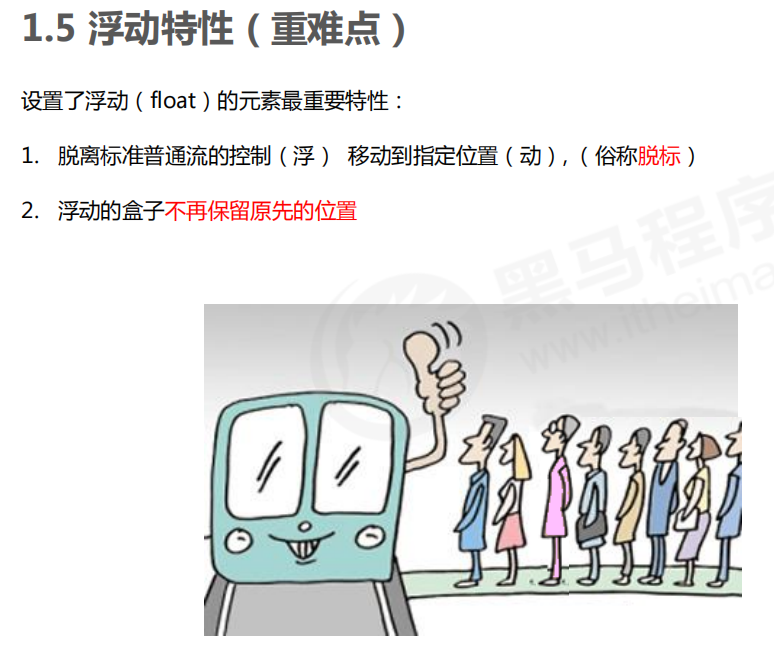 1.5 浮动特性（重难点）
设置了浮动（float）的元素最重要特性：
1. 脱离标准普通流的控制（浮） 移动到指定位置（动），（俗称脱标）
2. 浮动的盒子不再保留原先的位置
黑马程序
www.itheima